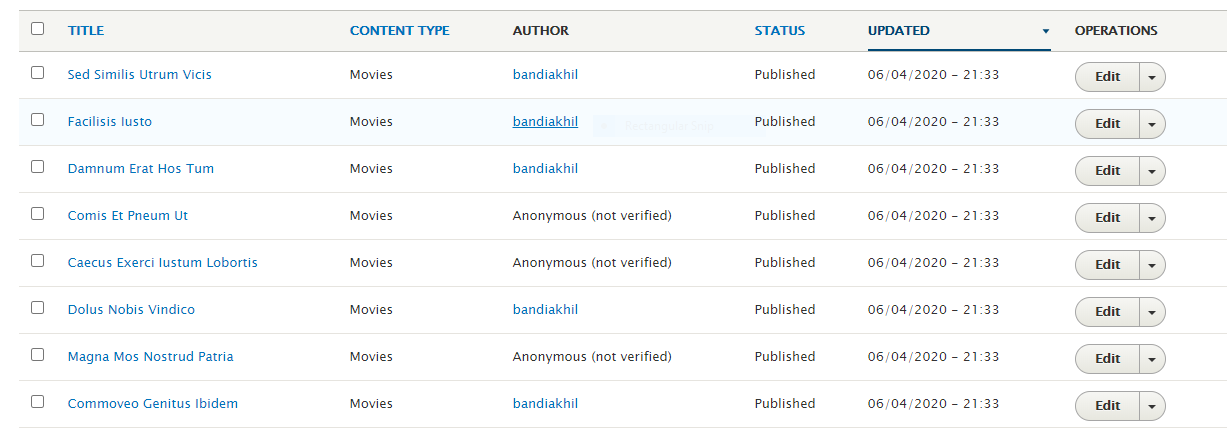 TITLE CONTENT TYPE AUTHOR STATUS UPDATED OPERATIONS
Sed Similis Utrum Vicis Movies bandiakhil Published 06/04/2020 - 21:33 Edit
Facilisis Iusto Movies bandiakhil Published 06/04/2020 - 21:33 Edit
Damnum Erat Hos Tum Movies bandiakhil Published 06/04/2020 - 21:33 Edit
Comis Et Pneum Ut Movies Anonymous (not verified) Published 06/04/2020 - 21:33 Edit
Caecus Exerci Iustum Lobortis Movies Anonymous (not verified) Published 06/04/2020 - 21:33 Edit
Dolus Nobis Vindico Movies bandiakhil Published 06/04/2020 - 21:33 Edit
Magna Mos Nostrud Patria Movies Anonymous (not verified) Published 06/04/2020 - 21:33 Edit
Commoveo Genitus Ibidem Movies bandiakhil Published 06/04/2020 - 21:33 Edit